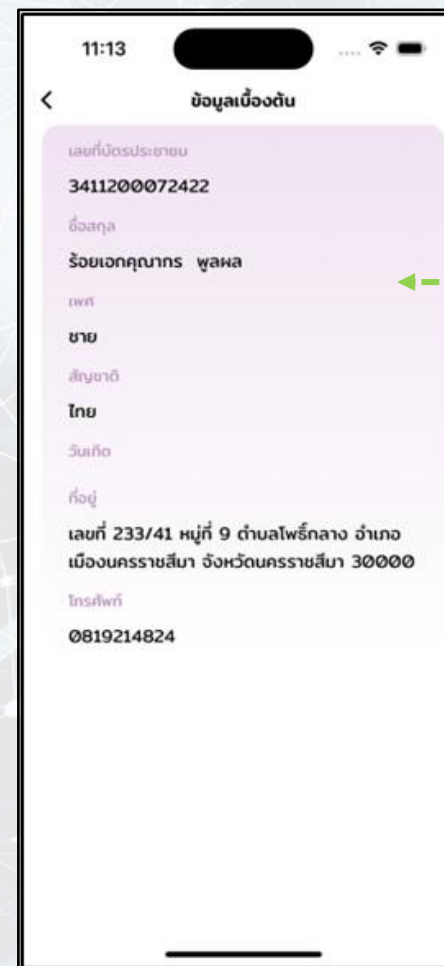 11:13
ข้อมูลเบื้องต้น
เลขที่บัตรประชาชน
3411200072422
ชื่อสกุล
ร้อยเอกคุณากร พูลผล
เพศ
ชาย
สัญชาติ
ไทย
วันเกิด
ที่อยู่
เลขที่ 233/41 หมู่ที่ 9 ตำบลโพธิ์กลาง อำเภอ
เมืองนครราชสีมา จังหวัดนครราชสีมา 30000
โทรศัพท์
0819214824